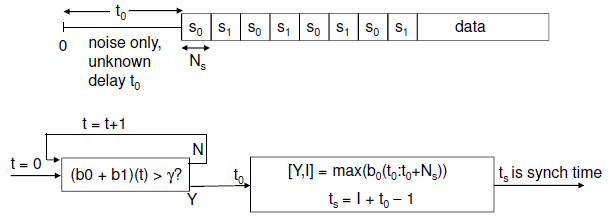 t₀
s₀ s₁ s₀ s₁ s₀ s₁ s₀ s₁ data
0 noise only,
unknown
delay t₀
Nₛ
t = t+1
t = 0
(b0 + b1)(t) > γ?
N
Y
t₀
[Y,I] = max(b₀(t₀:t₀+Nₛ))
tₛ = I + t₀ – 1
tₛ is synch time